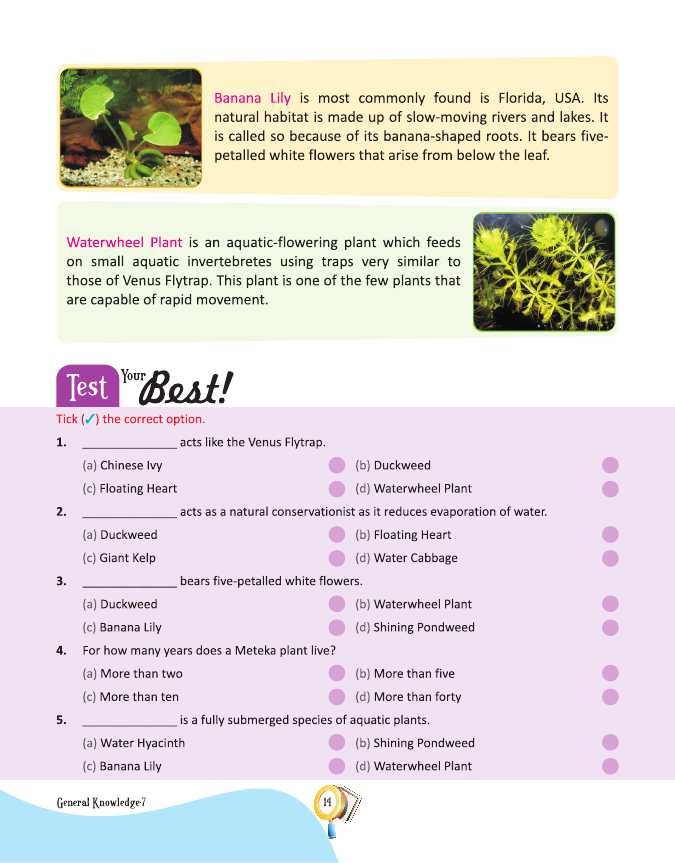 Banana Lily is most commonly found is Florida, USA. Its
natural habitat is made up of slow-moving rivers and lakes. It
is called so because of its banana-shaped roots. It bears five-
petalled white flowers that arise from below the leaf.
Waterwheel Plant is an aquatic-flowering plant which feeds
on small aquatic invertebretes using traps very similar to
those of Venus Flytrap. This plant is one of the few plants that
are capable of rapid movement.
Test Your Best!
Tick (✓) the correct option.
1. ______________ acts like the Venus Flytrap.
(a) Chinese Ivy (b) Duckweed
(c) Floating Heart (d) Waterwheel Plant
2. ______________ acts as a natural conservationist as it reduces evaporation of water.
(a) Duckweed (b) Floating Heart
(c) Giant Kelp (d) Water Cabbage
3. ______________ bears five-petalled white flowers.
(a) Duckweed (b) Waterwheel Plant
(c) Banana Lily (d) Shining Pondweed
4. For how many years does a Meteka plant live?
(a) More than two (b) More than five
(c) More than ten (d) More than forty
5. ______________ is a fully submerged species of aquatic plants.
(a) Water Hyacinth (b) Shining Pondweed
(c) Banana Lily (d) Waterwheel Plant
General Knowledge-7 14